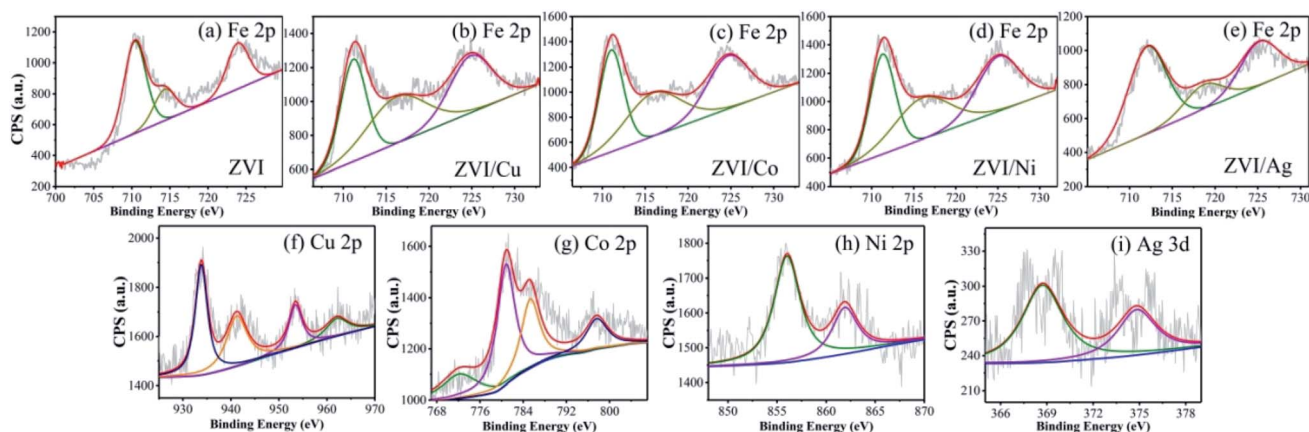 (a) Fe 2p
(b) Fe 2p
(c) Fe 2p
(d) Fe 2p
(e) Fe 2p
CPS (a.u.)
1200
1000
800
600
400
200
1400
1200
1000
800
600
400
1600
1400
1200
1000
800
600
400
1600
1400
1200
1000
800
600
400
1200
1000
800
600
400
200
ZVI
ZVI/Cu
ZVI/Co
ZVI/Ni
ZVI/Ag
700 705 710 715 720 725
710 715 720 725 730
710 715 720 725 730
710 715 720 725 730
710 715 720 725 730
Binding Energy (eV)
Binding Energy (eV)
Binding Energy (eV)
Binding Energy (eV)
Binding Energy (eV)
(f) Cu 2p
(g) Co 2p
(h) Ni 2p
(i) Ag 3d
CPS (a.u.)
2000
1800
1600
1400
CPS (a.u.)
1600
1400
1200
1000
CPS (a.u.)
1800
1700
1600
1500
1400
CPS (a.u.)
330
300
270
240
210
930 940 950 960 970
768 776 784 792 800
850 855 860 865 870
366 369 372 375 378
Binding Energy (eV)
Binding Energy (eV)
Binding Energy (eV)
Binding Energy (eV)